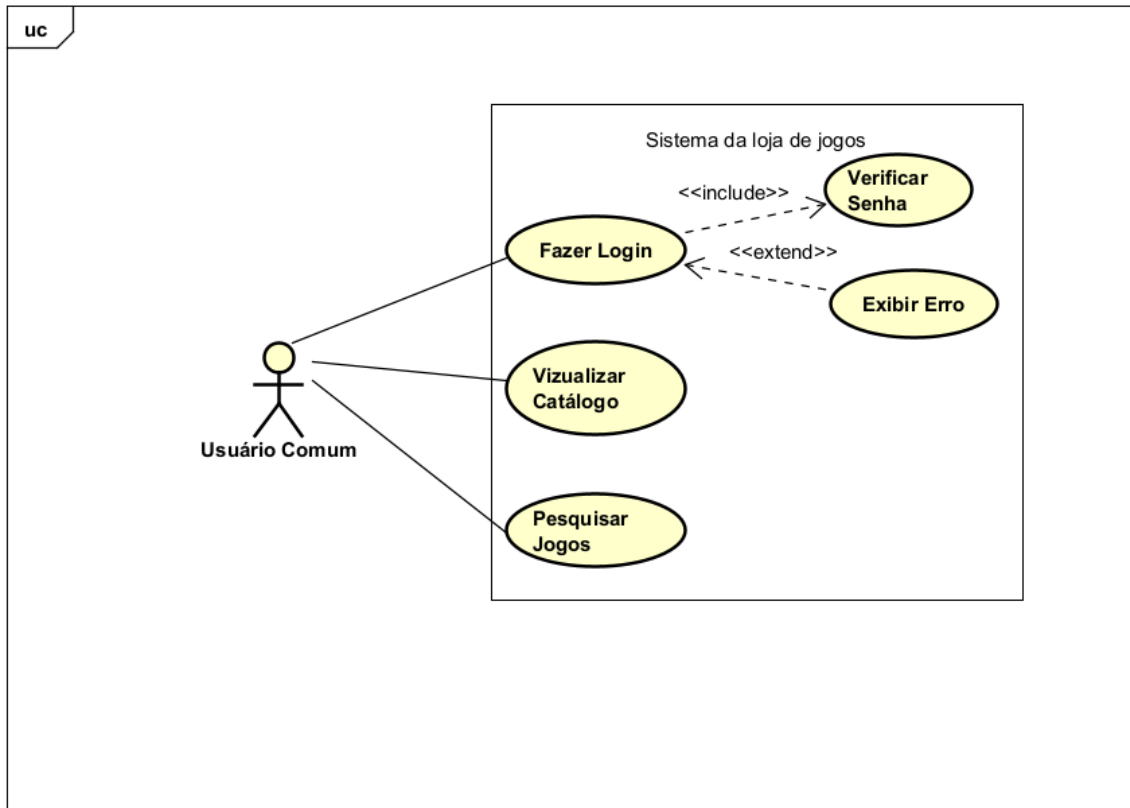 uc
Sistema da loja de jogos
Verificar
Senha
<<include>>
Fazer Login
<<extend>>
Exibir Erro
Vizualizar
Catálogo
Usuário Comum
Pesquisar
Jogos